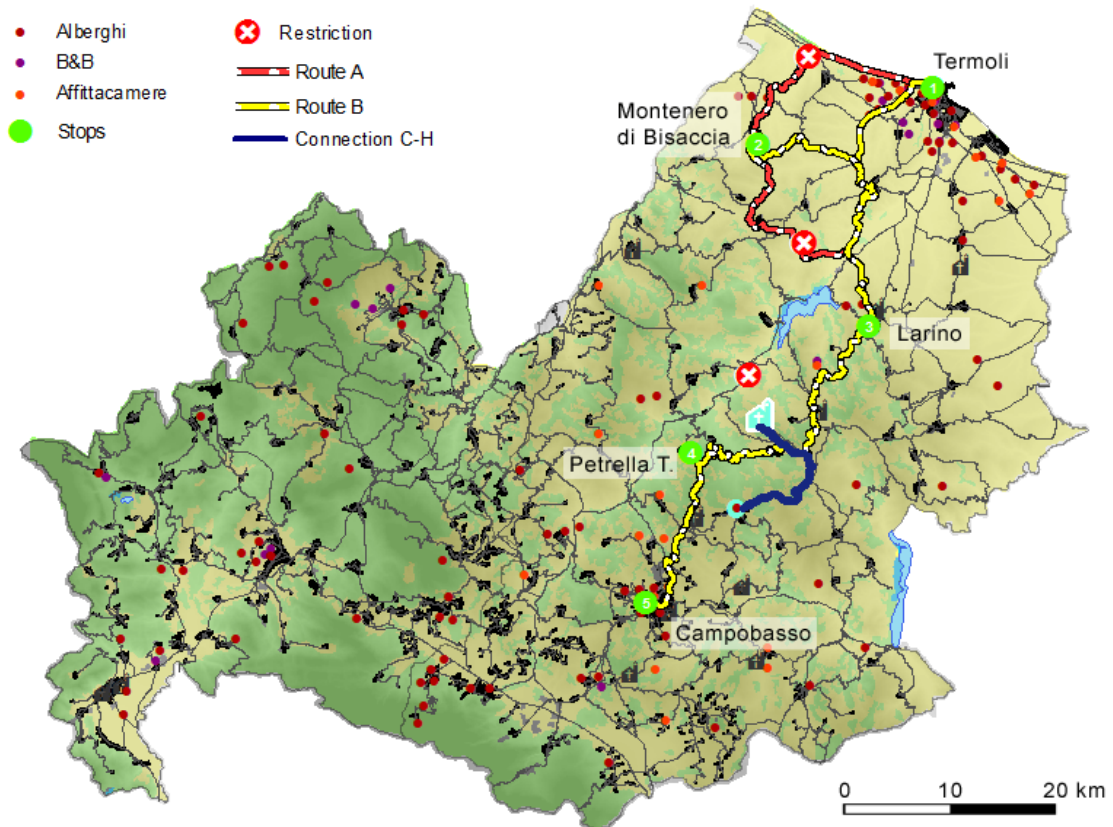 Alberghi
B&B
Affittacamere
Stops
Restriction
Route A
Route B
Connection C-H
Termoli
1
Montenero
di Bisaccia
2
3
Larino
Petrella T.
4
5
Campobasso
0 10 20 km